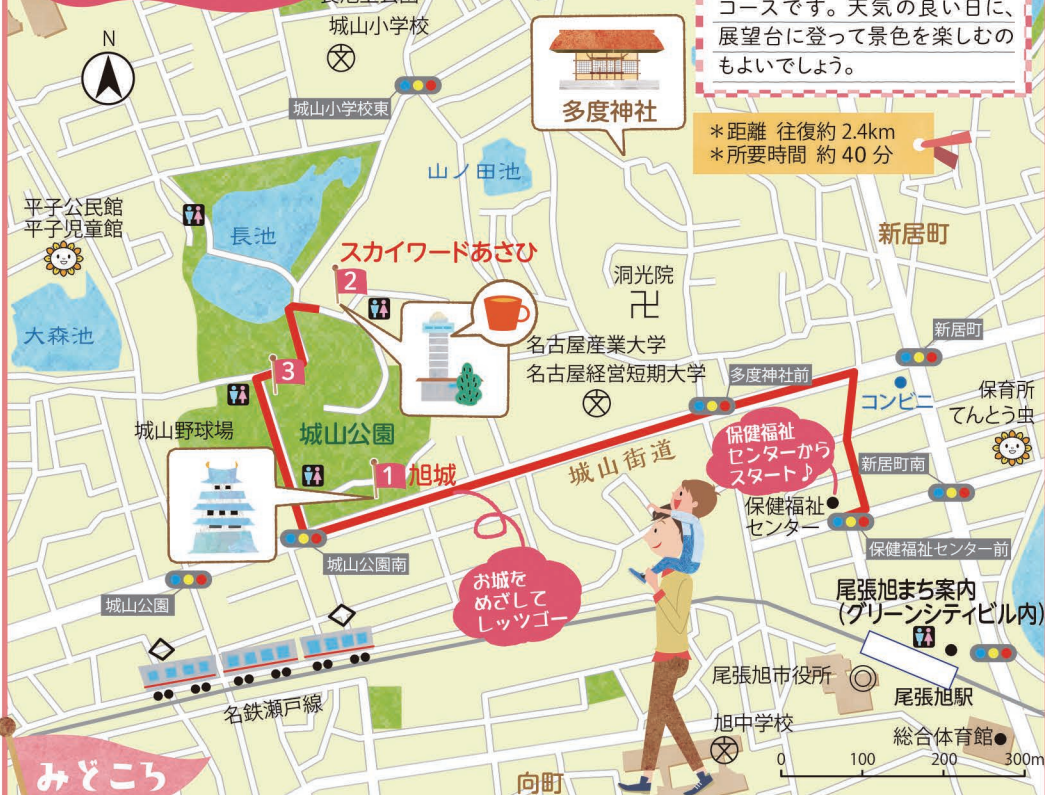 城山小学校
N
城山小学校東
多度神社
コースです。天気の良い日に、
展望台に登って景色を楽しむの
もよいでしょう。
＊距離 往復約 2.4km
＊所要時間 約 40 分
山ノ田池
平子公民館
平子児童館
長池
新居町
スカイワードあさひ
2
洞光院
大森池
名古屋産業大学
名古屋経営短期大学
新居町
多度神社前
3
コンビニ
保育所
てんとう虫
城山野球場
城山公園
保健福祉
センターから
スタート♪
城山街道
1 旭城
新居町南
保健福祉
センター
保健福祉センター前
城山公園南
お城を
めざして
レッツゴー
城山公園
尾張旭まち案内
(グリーンシティビル内)
尾張旭市役所
尾張旭駅
名鉄瀬戸線
旭中学校
総合体育館
みどころ
向町
0 100 200 300m